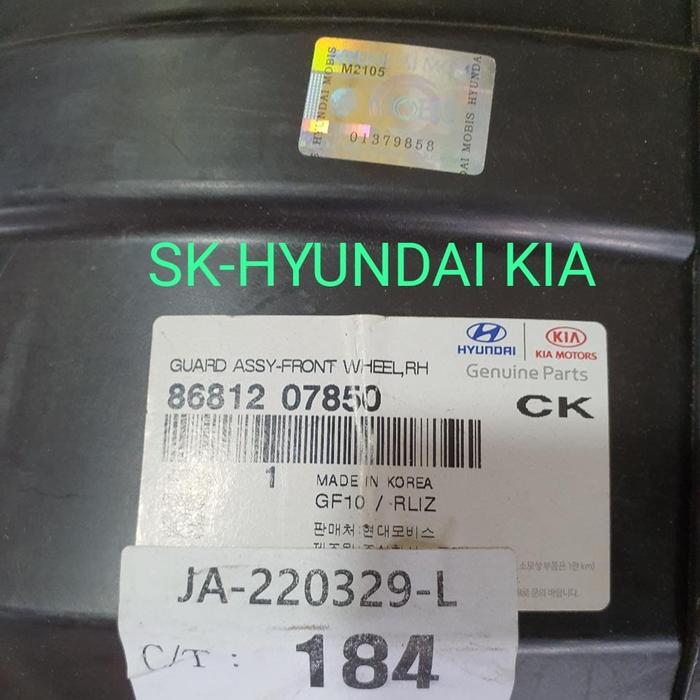 M2105
HYUNDAI MOBIS
01379858
SK-HYUNDAI KIA
HYUNDAI
KIA
KIA MOTORS
Genuine Parts
GUARD ASSY-FRONT WHEEL,RH
86812 07850
CK
1
MADE IN KOREA
GF10 / RLIZ
판매처:현대모비스
JA-220329-L
C/T : 184